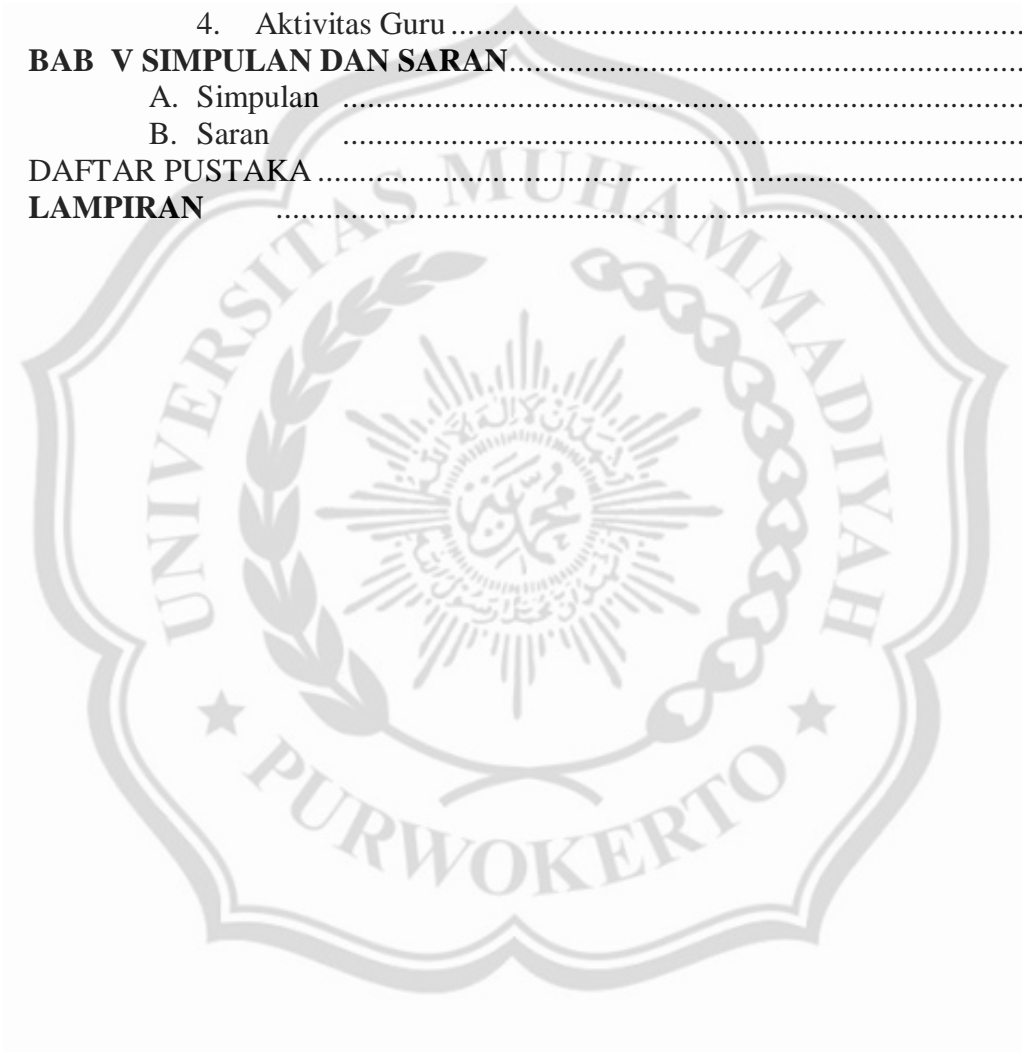 4. Aktivitas Guru ........................................................................
BAB V SIMPULAN DAN SARAN................................................................
A. Simpulan ....................................................................................
B. Saran ....................................................................................
DAFTAR PUSTAKA ....................................................................................
LAMPIRAN ............................................................................................
UNIVERSITAS MUHAMMADIYAH
PURWOKERTO